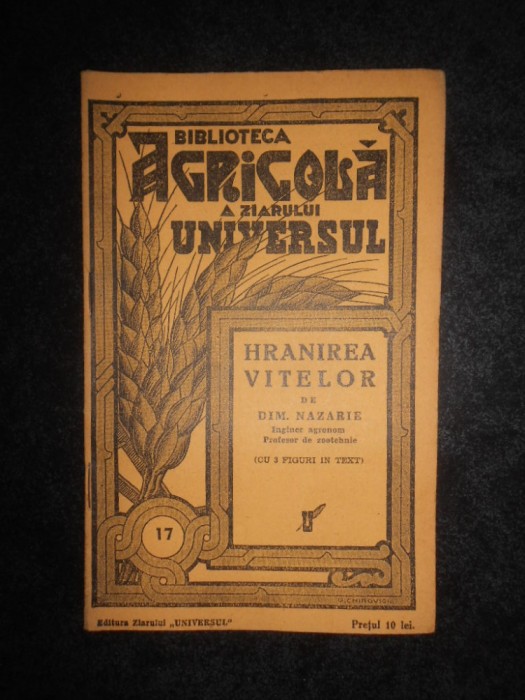 BIBLIOTECA
AGRICOLĂ
A ZIARULUI
UNIVERSUL
HRANIREA
VITELOR
DE
DIM. NAZARIE
Inginer agronom
Profesor de zootehnie
(CU 3 FIGURI IN TEXT)
17
Editura Ziarului „UNIVERSUL"
Prețul 10 lei.